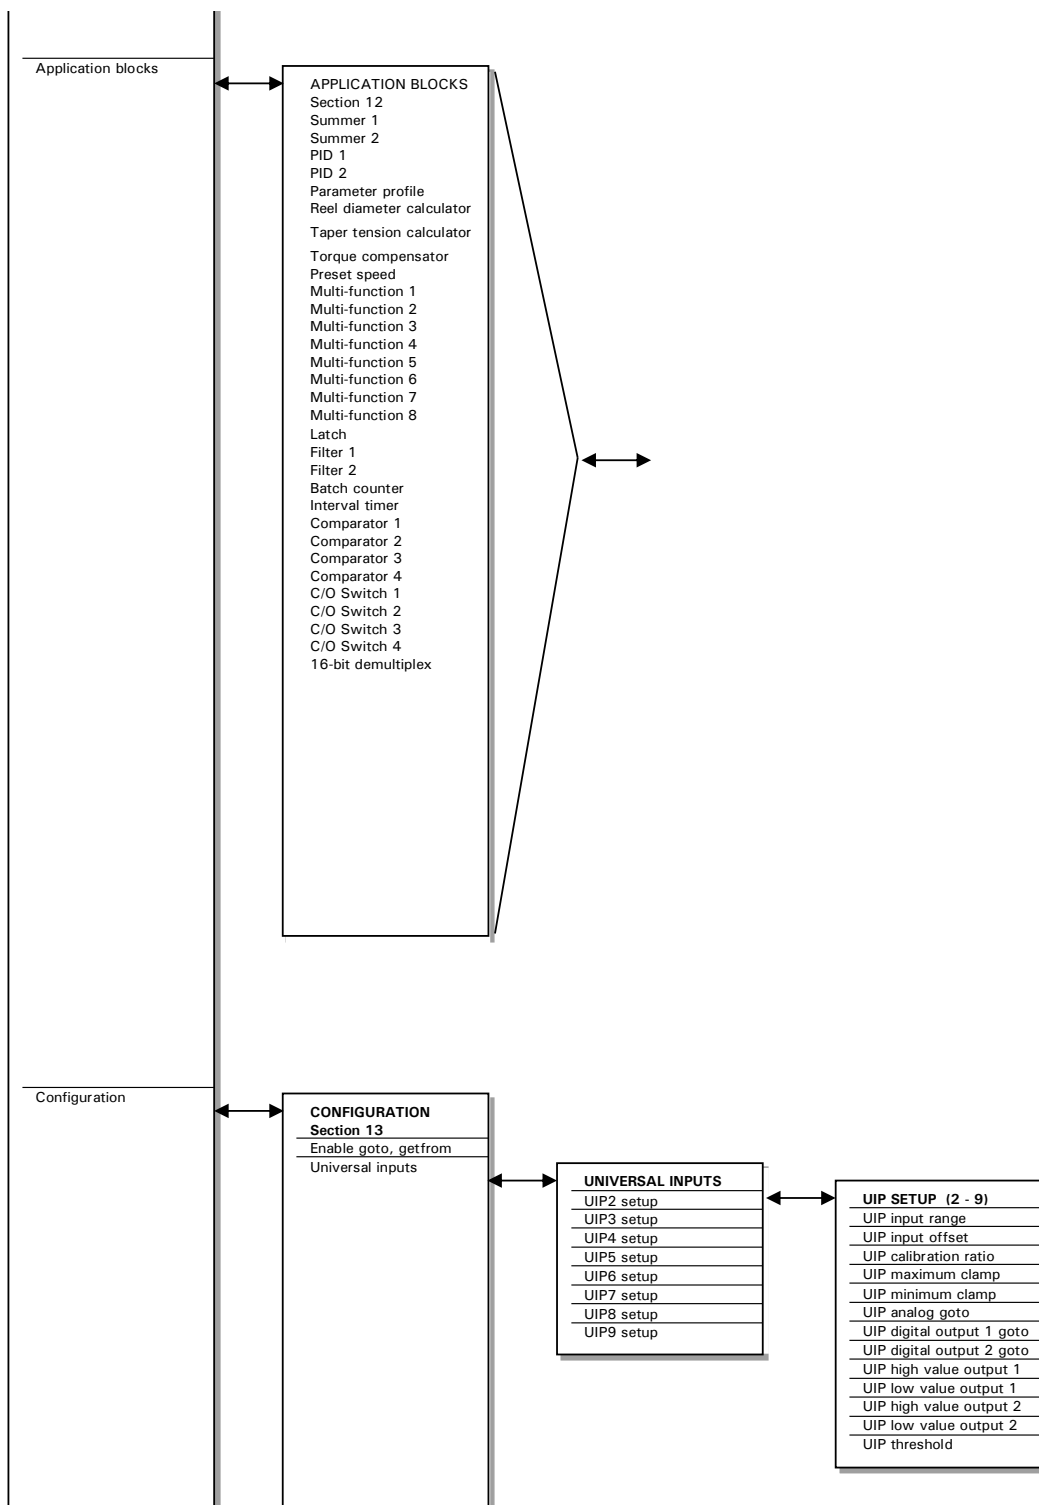 Application blocks
APPLICATION BLOCKS
Section 12
Summer 1
Summer 2
PID 1
PID 2
Parameter profile
Reel diameter calculator
Taper tension calculator
Torque compensator
Preset speed
Multi-function 1
Multi-function 2
Multi-function 3
Multi-function 4
Multi-function 5
Multi-function 6
Multi-function 7
Multi-function 8
Latch
Filter 1
Filter 2
Batch counter
Interval timer
Comparator 1
Comparator 2
Comparator 3
Comparator 4
C/O Switch 1
C/O Switch 2
C/O Switch 3
C/O Switch 4
16-bit demultiplex
Configuration
CONFIGURATION
Section 13
Enable goto, getfrom
Universal inputs
UNIVERSAL INPUTS
UIP2 setup
UIP3 setup
UIP4 setup
UIP5 setup
UIP6 setup
UIP7 setup
UIP8 setup
UIP9 setup
UIP SETUP (2 - 9)
UIP input range
UIP input offset
UIP calibration ratio
UIP maximum clamp
UIP minimum clamp
UIP analog goto
UIP digital output 1 goto
UIP digital output 2 goto
UIP high value output 1
UIP low value output 1
UIP high value output 2
UIP low value output 2
UIP threshold